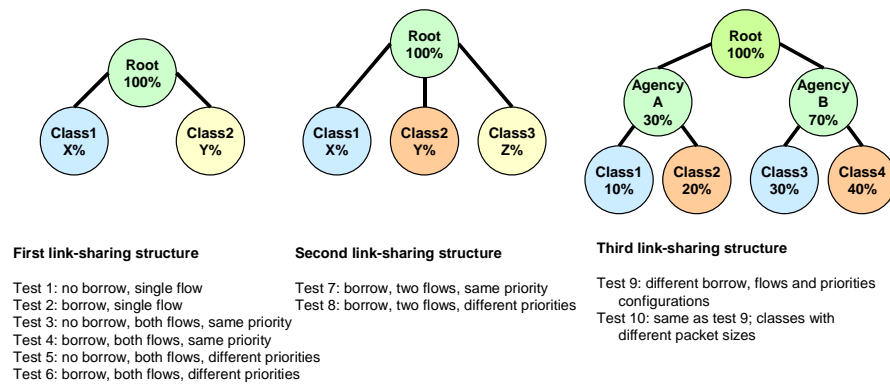 Root
100%
Class1
X%
Class2
Y%
Root
100%
Class1
X%
Class2
Y%
Class3
Z%
Root
100%
Agency
A
30%
Agency
B
70%
Class1
10%
Class2
20%
Class3
30%
Class4
40%
First link-sharing structure
Test 1: no borrow, single flow
Test 2: borrow, single flow
Test 3: no borrow, both flows, same priority
Test 4: borrow, both flows, same priority
Test 5: no borrow, both flows, different priorities
Test 6: borrow, both flows, different priorities
Second link-sharing structure
Test 7: borrow, two flows, same priority
Test 8: borrow, two flows, different priorities
Third link-sharing structure
Test 9: different borrow, flows and priorities
configurations
Test 10: same as test 9; classes with
different packet sizes